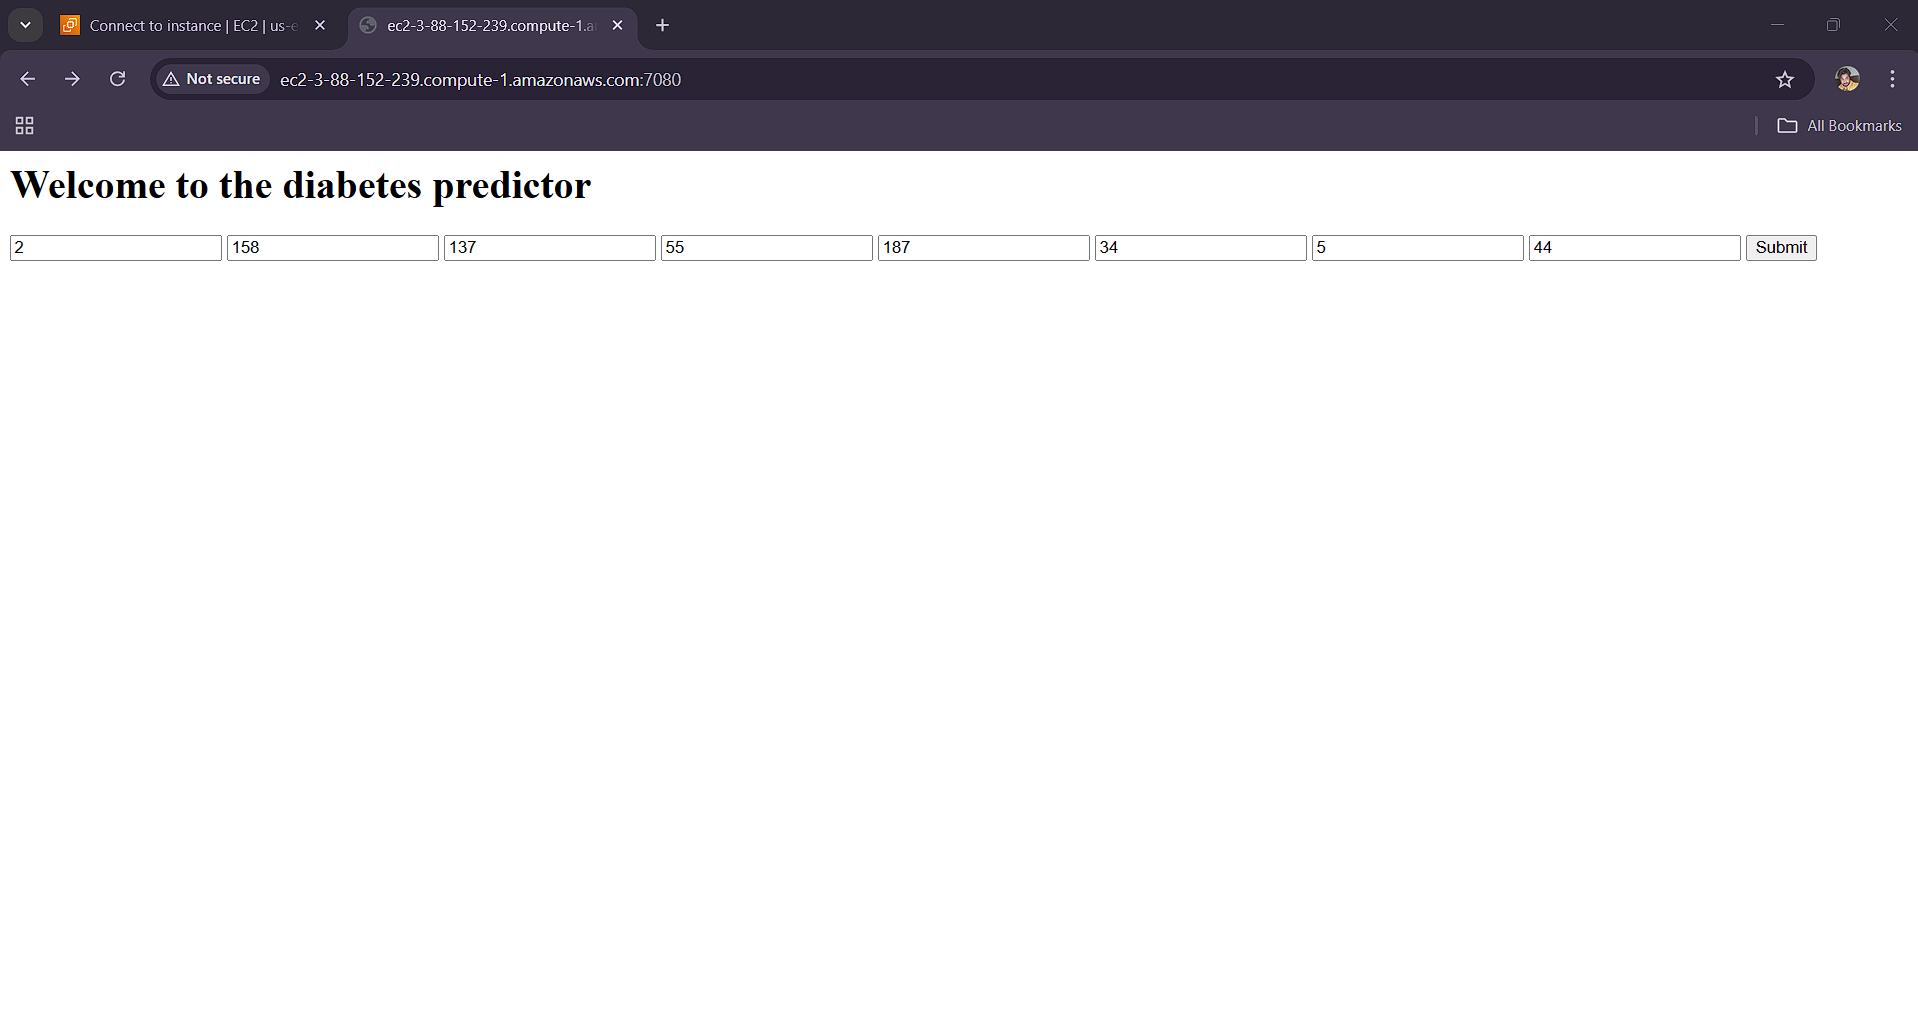 Connect to instance | EC2 | us-e
ec2-3-88-152-239.compute-1.a
Not secure ec2-3-88-152-239.compute-1.amazonaws.com:7080
All Bookmarks
Welcome to the diabetes predictor
2 158 137 55 187 34 5 44 Submit